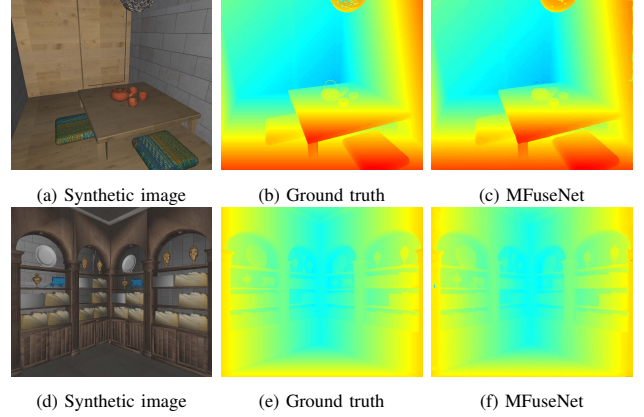 (a) Synthetic image (b) Ground truth (c) MFuseNet
(d) Synthetic image (e) Ground truth (f) MFuseNet